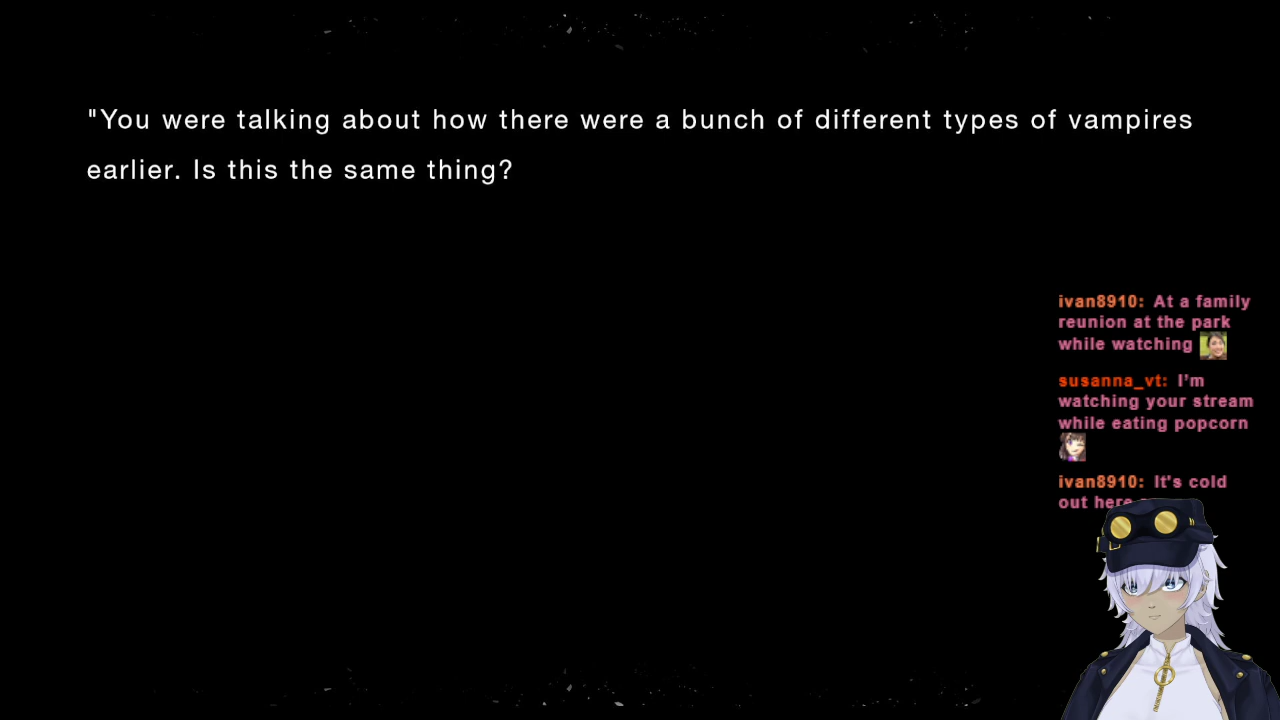 "You were talking about how there were a bunch of different types of vampires
earlier. Is this the same thing?
ivan8910: At a family
reunion at the park
while watching
susanna_vt: I'm
watching your stream
while eating popcorn
ivan8910: It's cold
out here